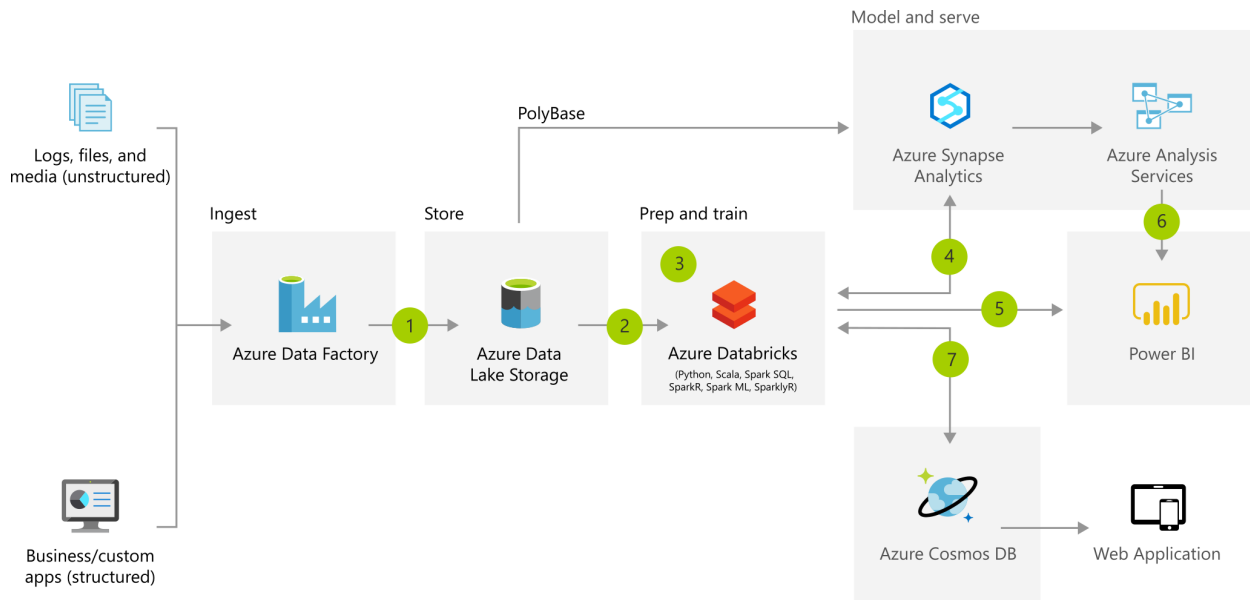 Model and serve
PolyBase
Logs, files, and
media (unstructured)
Azure Synapse
Analytics
Azure Analysis
Services
Ingest
Store
Prep and train
6
4
3
5
1
2
Azure Data Factory
Azure Data
Lake Storage
Azure Databricks
(Python, Scala, Spark SQL,
SparkR, Spark ML, SparklyR)
Power BI
7
Business/custom
apps (structured)
Azure Cosmos DB
Web Application